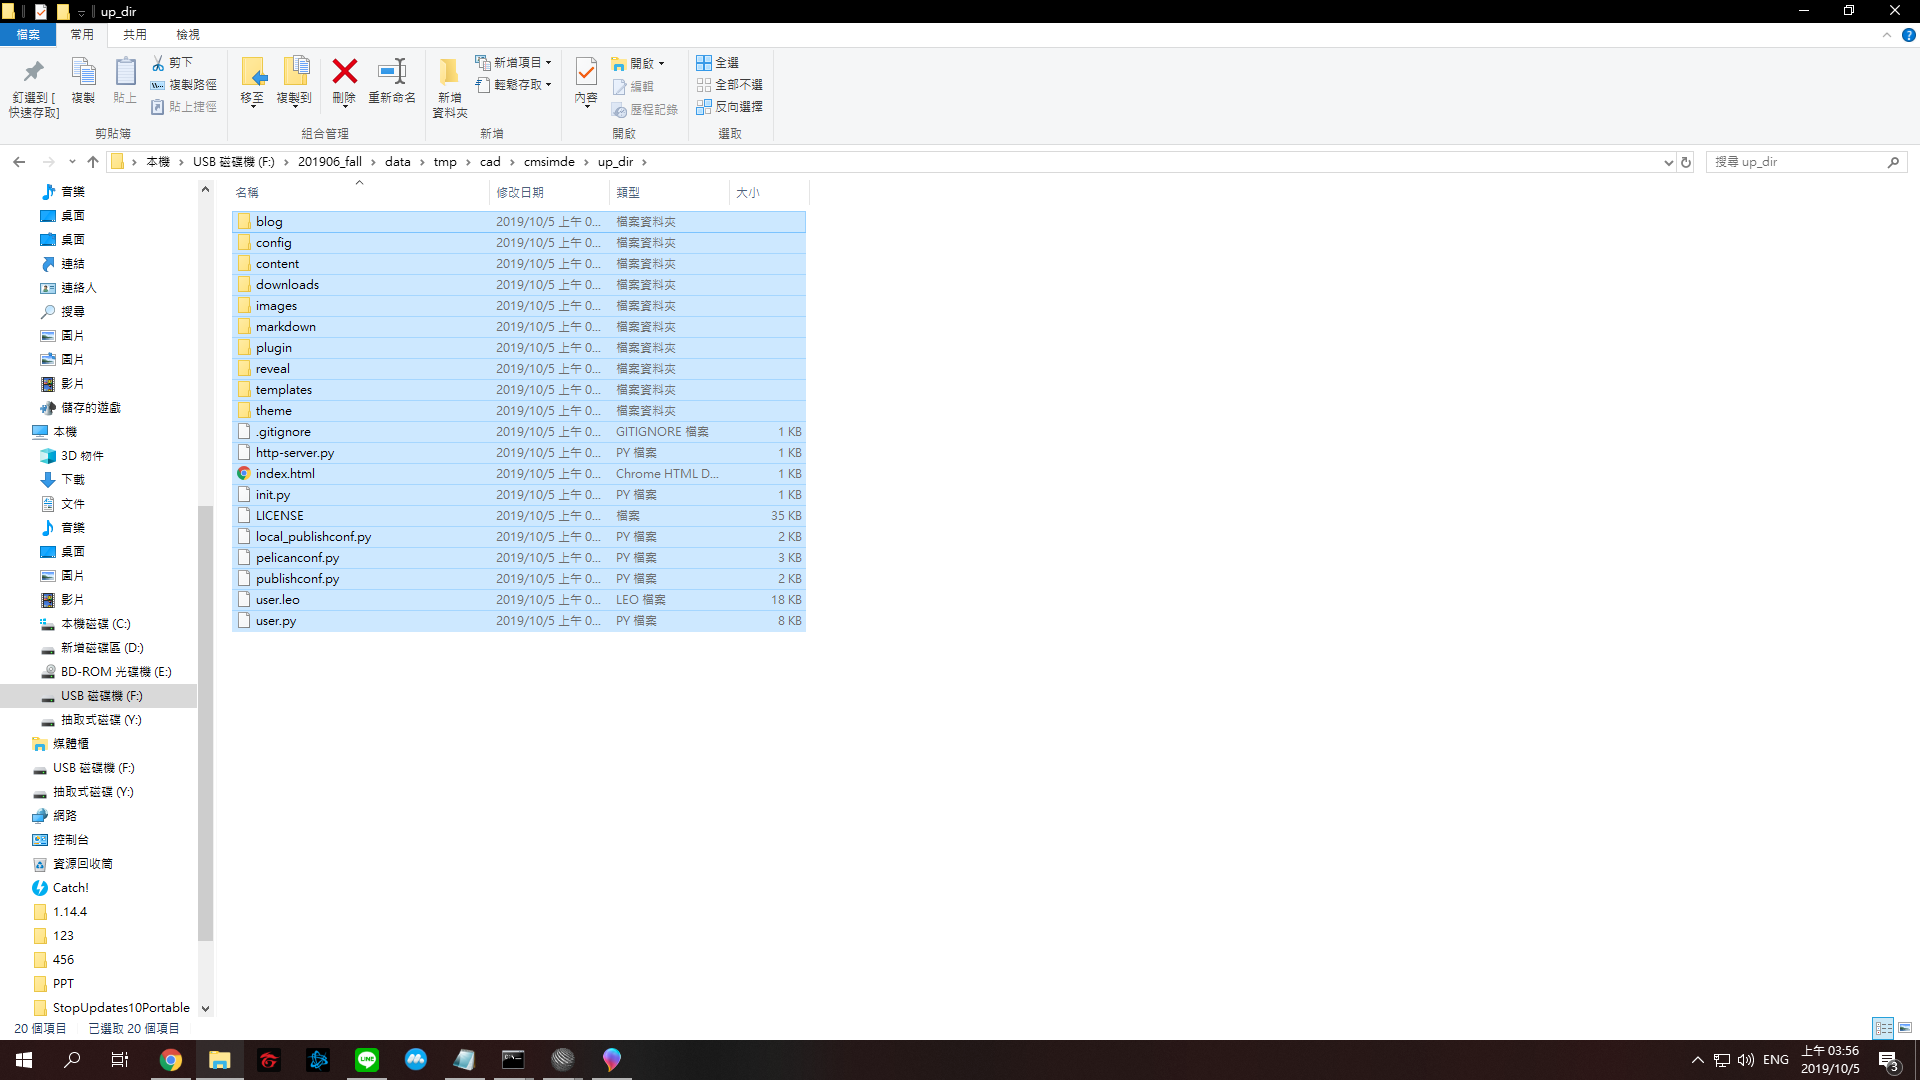 up_dir
檔案
常用
共用
檢視
釘選到 [
快速存取]
複製
貼上
剪下
複製路徑
貼上捷徑
剪貼簿
移至
複製到
刪除
重新命名
組合管理
新增
資料夾
新增項目
輕鬆存取
新增
內容
開啟
編輯
歷程記錄
開啟
全選
全部不選
反向選擇
選取
本機 › USB 磁碟機 (F:) › 201906_fall › data › tmp › cad › cmsimde › up_dir ›
搜尋 up_dir
音樂
桌面
桌面
連結
連絡人
搜尋
圖片
圖片
影片
儲存的遊戲
本機
3D 物件
下載
文件
音樂
桌面
圖片
影片
本機磁碟 (C:)
新增磁碟區 (D:)
BD-ROM 光碟機 (E:)
USB 磁碟機 (F:)
抽取式磁碟 (Y:)
媒體櫃
USB 磁碟機 (F:)
抽取式磁碟 (Y:)
網路
控制台
資源回收筒
Catch!
1.14.4
123
456
PPT
StopUpdates10Portable
名稱 修改日期 類型 大小
blog 2019/10/5 上午 0... 檔案資料夾
config 2019/10/5 上午 0... 檔案資料夾
content 2019/10/5 上午 0... 檔案資料夾
downloads 2019/10/5 上午 0... 檔案資料夾
images 2019/10/5 上午 0... 檔案資料夾
markdown 2019/10/5 上午 0... 檔案資料夾
plugin 2019/10/5 上午 0... 檔案資料夾
reveal 2019/10/5 上午 0... 檔案資料夾
templates 2019/10/5 上午 0... 檔案資料夾
theme 2019/10/5 上午 0... 檔案資料夾
.gitignore 2019/10/5 上午 0... GITIGNORE 檔案 1 KB
http-server.py 2019/10/5 上午 0... PY 檔案 1 KB
index.html 2019/10/5 上午 0... Chrome HTML D... 1 KB
init.py 2019/10/5 上午 0... PY 檔案 1 KB
LICENSE 2019/10/5 上午 0... 檔案 35 KB
local_publishconf.py 2019/10/5 上午 0... PY 檔案 2 KB
pelicanconf.py 2019/10/5 上午 0... PY 檔案 3 KB
publishconf.py 2019/10/5 上午 0... PY 檔案 2 KB
user.leo 2019/10/5 上午 0... LEO 檔案 18 KB
user.py 2019/10/5 上午 0... PY 檔案 8 KB
20 個項目 已選取 20 個項目
LINE
ENG
上午 03:56
2019/10/5
3